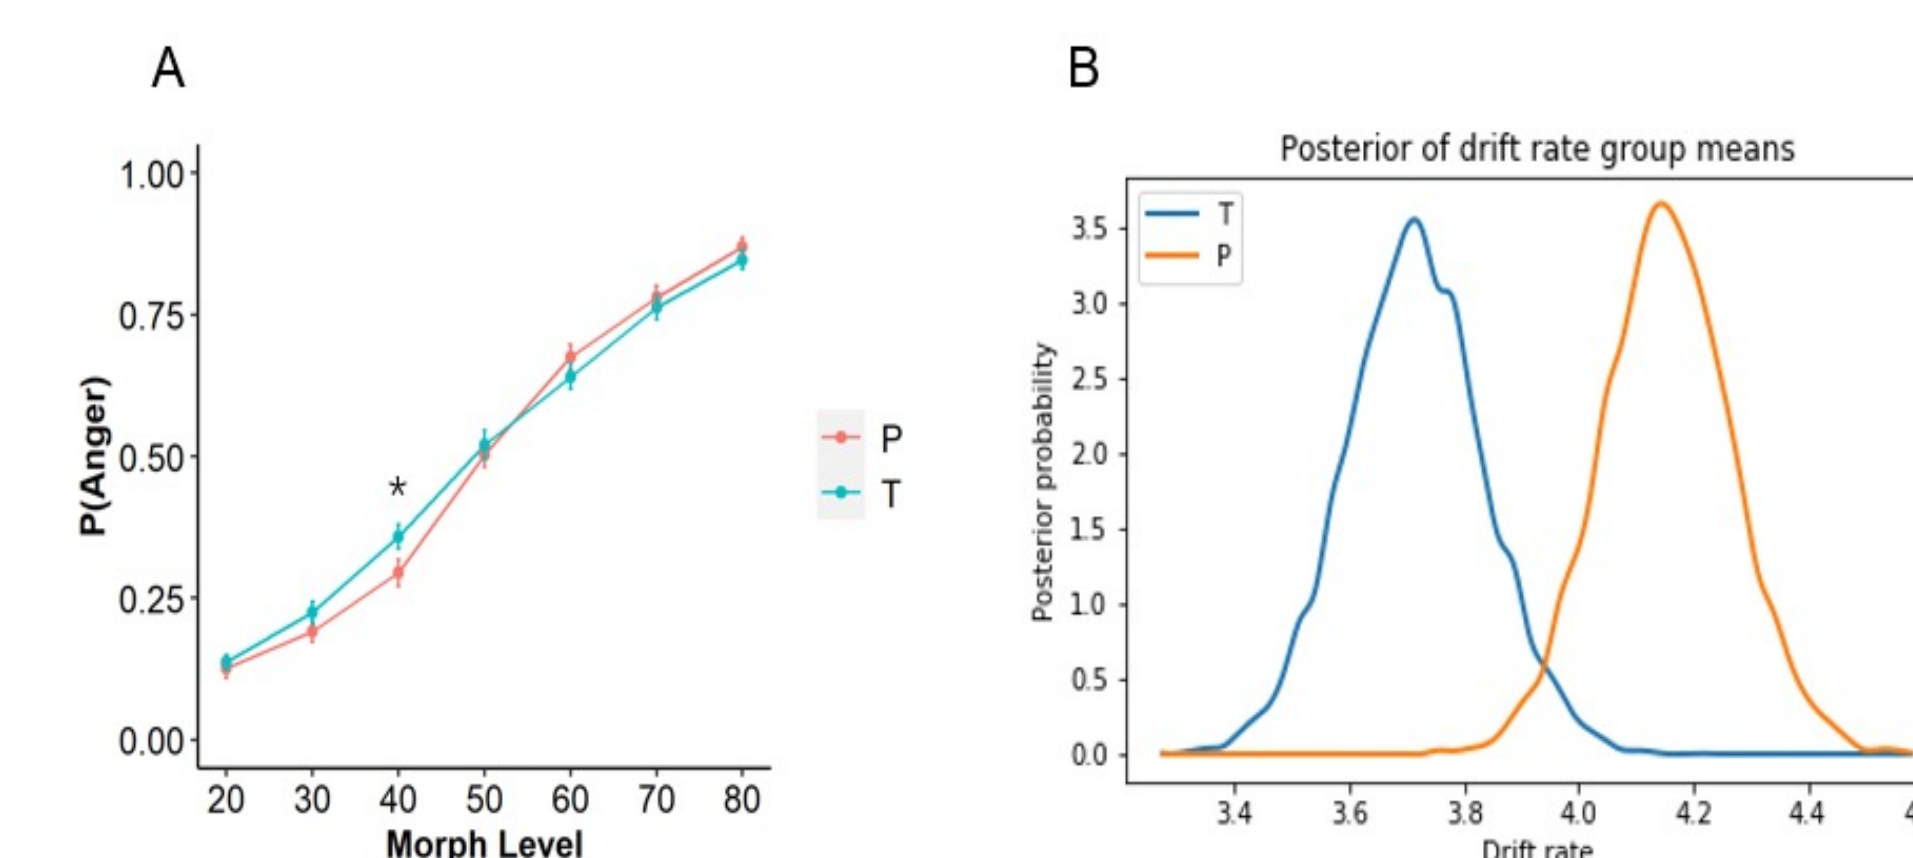 A
B
1.00
0.75
0.50
0.25
0.00
P(Anger)
*
20 30 40 50 60 70 80
Morph Level
P
T
Posterior of drift rate group means
T
P
3.5
3.0
2.5
2.0
1.5
1.0
0.5
0.0
Posterior probability
3.4 3.6 3.8 4.0 4.2 4.4
Drift rate